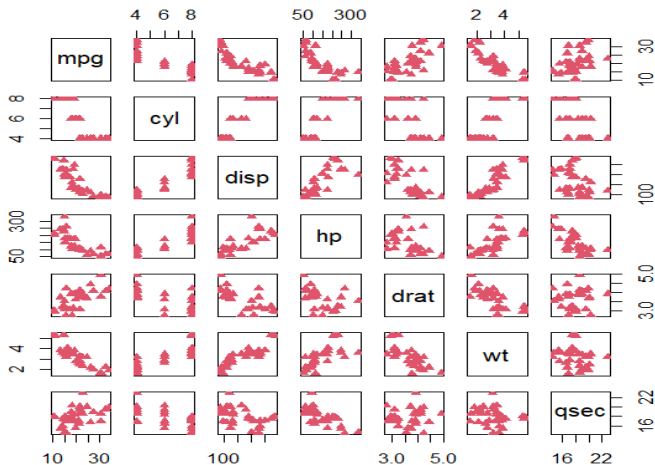 4 6 8 50 300 2 4
mpg 10 30
4 6 8 cyl
disp 100
50 300 hp
drat 3.0 5.0
2 4 wt
qsec 16 22
10 30 100 3.0 5.0 16 22